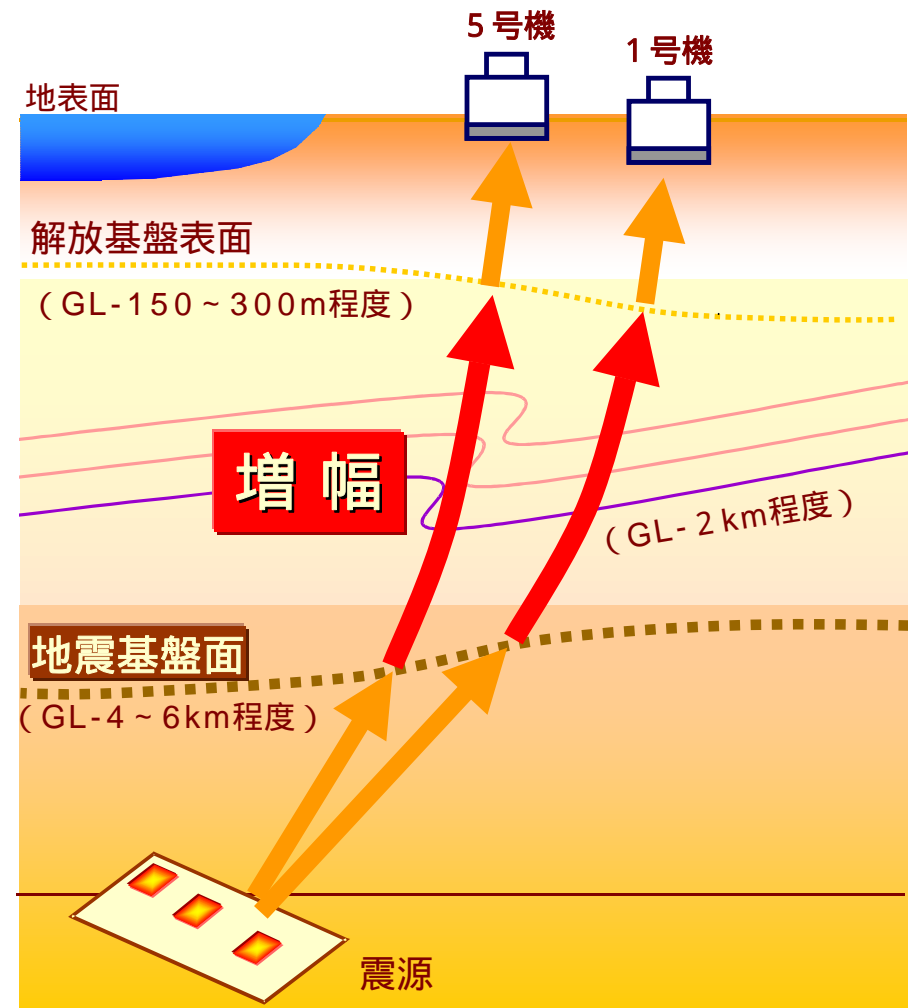 5号機
1号機
地表面
解放基盤表面
(GL-150~300m程度)
増幅
(GL-2km程度)
地震基盤面
(GL-4~6km程度)
震源